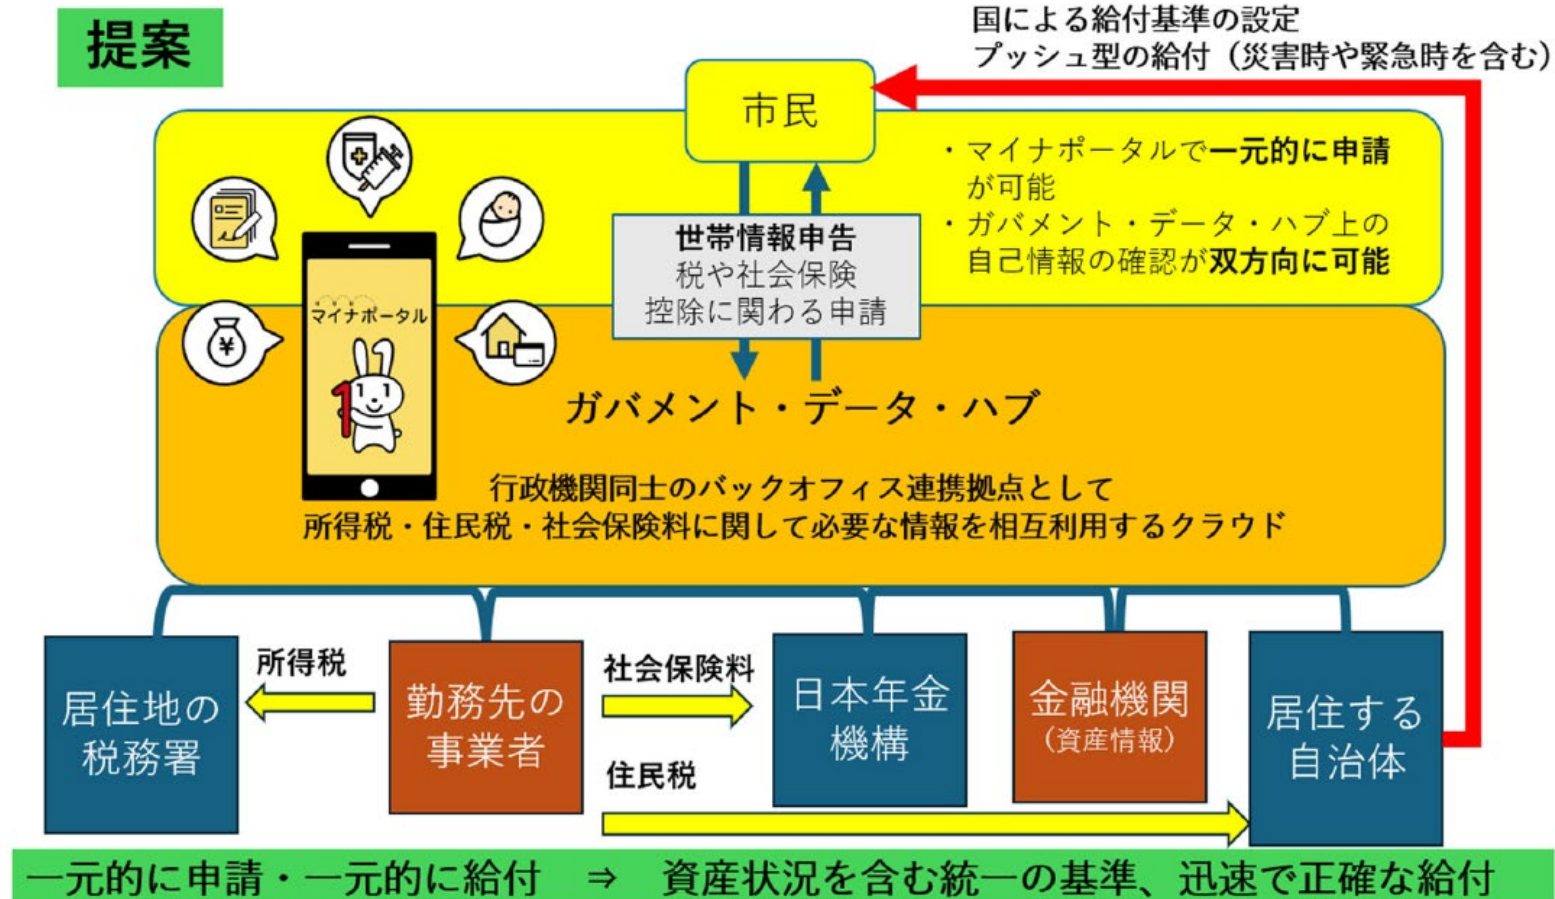 提案
国による給付基準の設定
プッシュ型の給付（災害時や緊急時を含む）
市民
・マイナポータルで一元的に申請
が可能
・ガバメント・データ・ハブ上の
自己情報の確認が双方向に可能
世帯情報申告
税や社会保険
控除に関わる申請
マイナポータル
¥
1
ガバメント・データ・ハブ
行政機関同士のバックオフィス連携拠点として
所得税・住民税・社会保険料に関して必要な情報を相互利用するクラウド
居住地の
税務署
所得税
勤務先の
事業者
社会保険料
住民税
日本年金
機構
金融機関
（資産情報）
居住する
自治体
一元的に申請・一元的に給付　⇒　資産状況を含む統一の基準、迅速で正確な給付